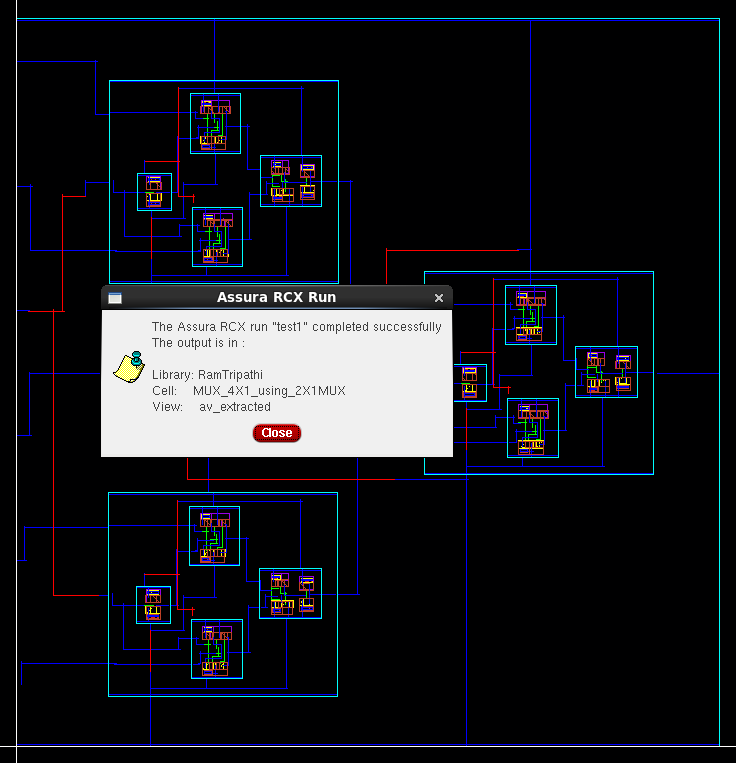 Assura RCX Run
The Assura RCX run "test1" completed successfully
The output is in :
Library: RamTripathi
Cell: MUX_4X1_using_2X1MUX
View: av_extracted
Close